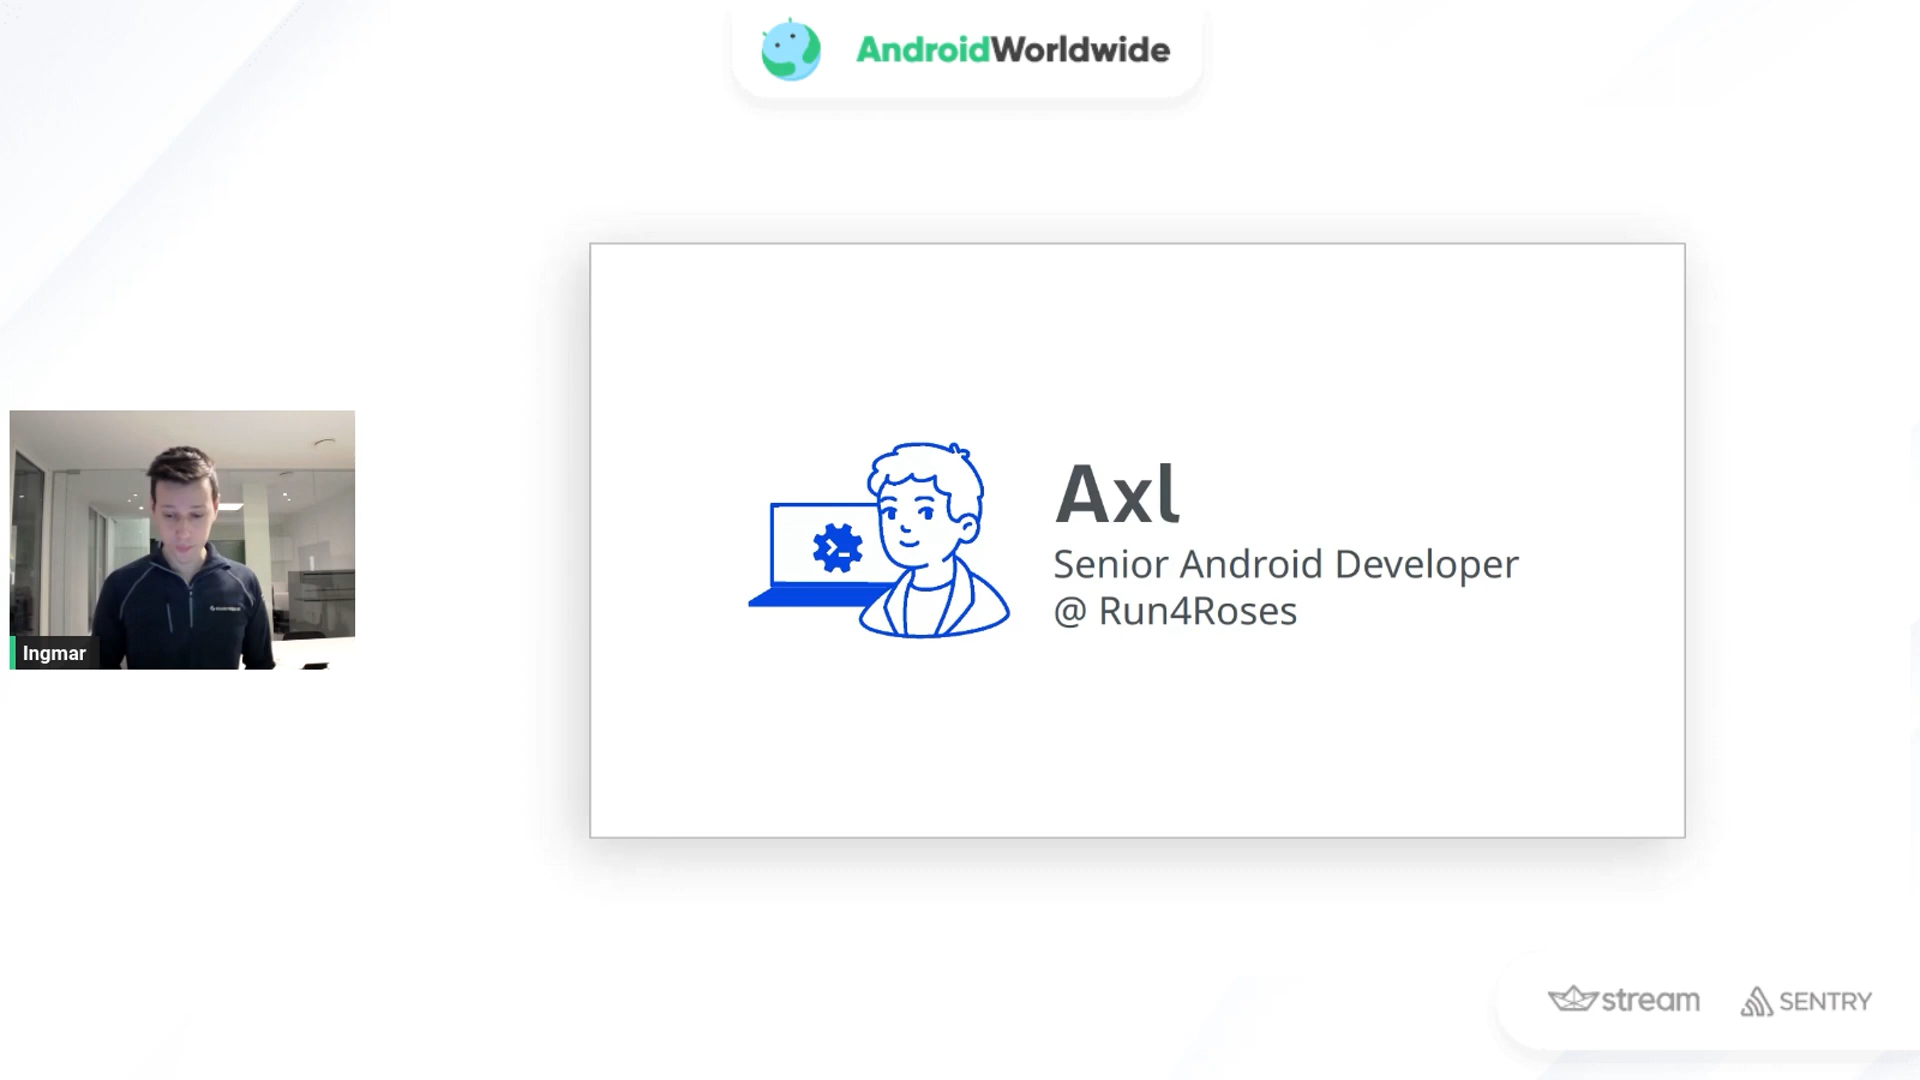 AndroidWorldwide
Axl
Senior Android Developer
@ Run4Roses
Ingmar
stream
SENTRY